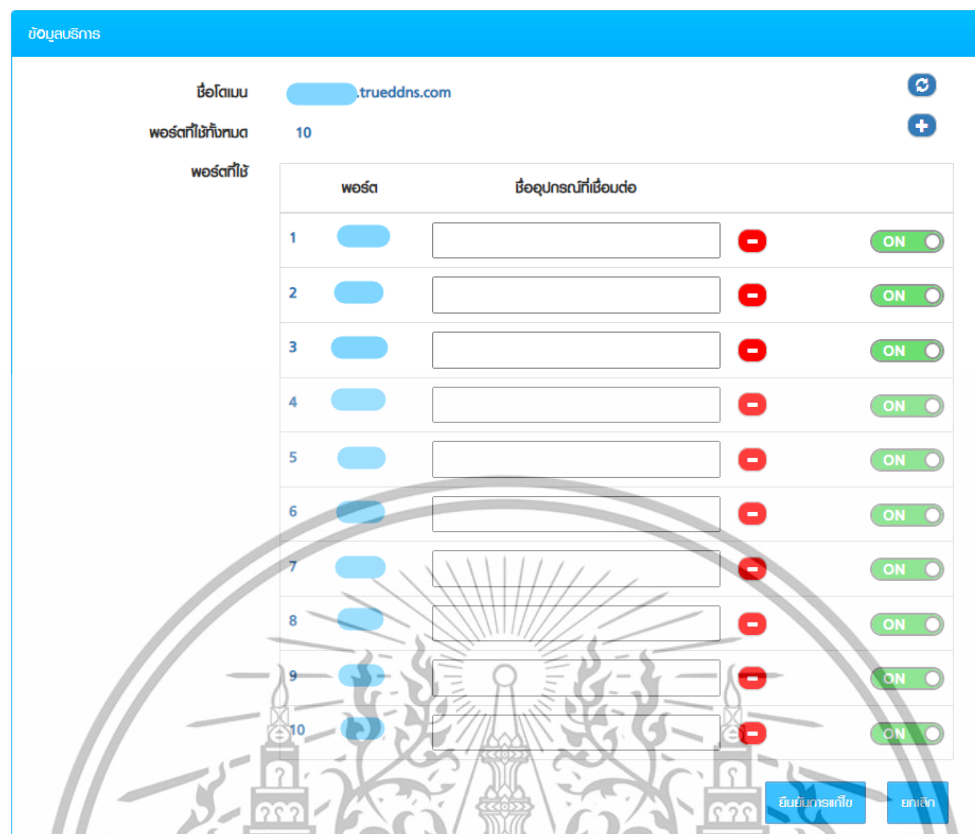 ข้อมูลบริการ
ชื่อโดเมน .trueddns.com
พอร์ตที่ใช้ทั้งหมด 10
พอร์ตที่ใช้
พอร์ต ชื่ออุปกรณ์ที่เชื่อมต่อ
1 ON
2 ON
3 ON
4 ON
5 ON
6 ON
7 ON
8 ON
9 ON
10 ON
ยืนยันการแก้ไข ยกเลิก